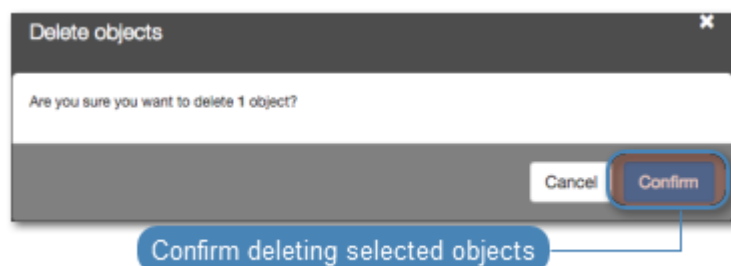 Delete objects
Are you sure you want to delete 1 object?
Cancel Confirm
Confirm deleting selected objects